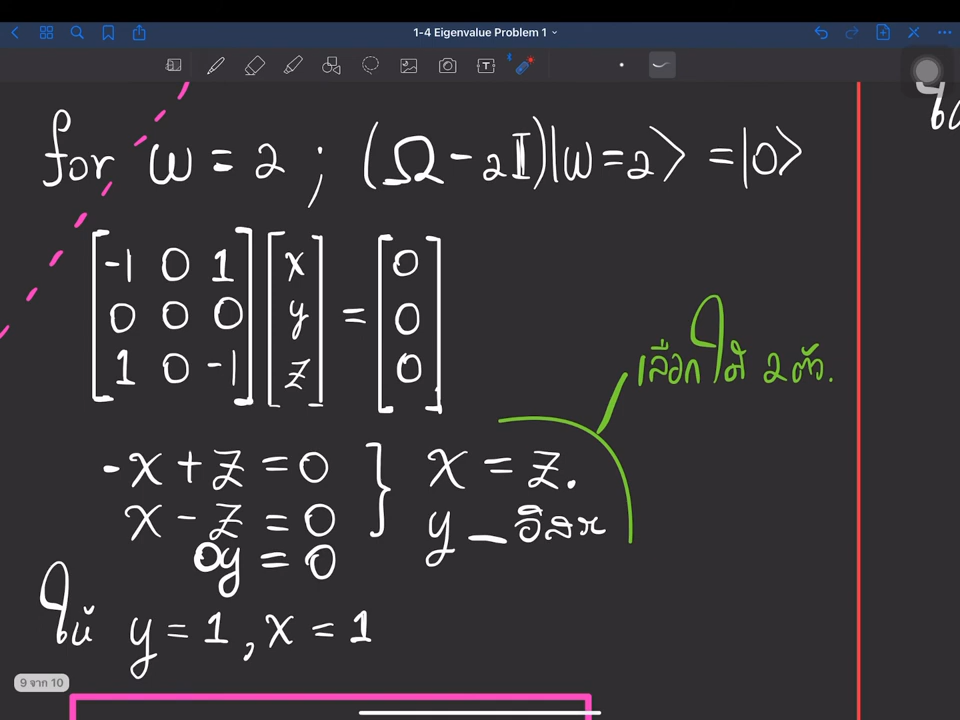 1-4 Eigenvalue Problem 1
for ω = 2 ; (Ω - 2I)|ω = 2> = |0>
[-1 0 1] [x] = [0]
[0 0 0] [y] [0]
[1 0 -1] [z] [0]
เลือกได้ 2 ตัว.
-x + z = 0 } x = z.
x - z = 0 y - อิสระ
0y = 0
ให้ y = 1, x = 1
9 จาก 10